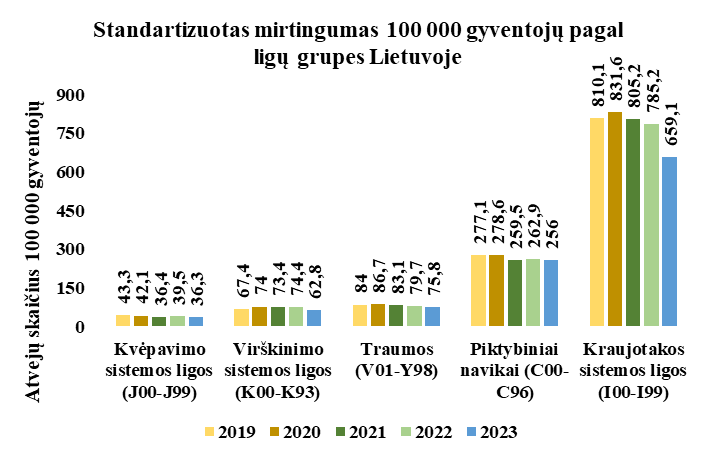 Standartizuotas mirtingumas 100 000 gyventojų pagal
ligų grupes Lietuvoje
Atvejų skaičius 100 000 gyventojų
900
750
600
450
300
150
0
43,3
42,1
36,4
39,5
36,3
67,4
74
73,4
74,4
62,8
84
86,7
83,1
79,7
75,8
277,1
278,6
259,5
262,9
256
810,1
831,6
805,2
785,2
659,1
Kvėpavimo
sistemos ligos
(J00-J99)
Virškinimo
sistemos ligos
(K00-K93)
Traumos
(V01-Y98)
Piktybiniai
navikai (C00-
C96)
Kraujotakos
sistemos ligos
(I00-I99)
2019 2020 2021 2022 2023